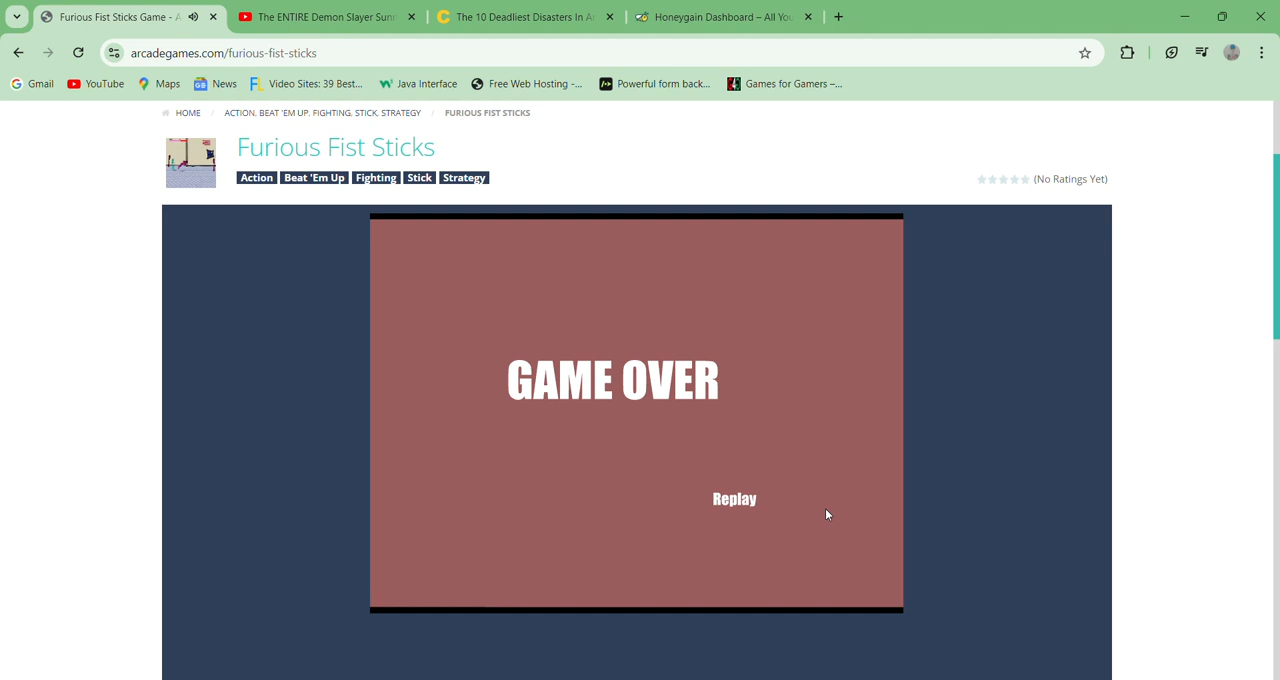 Furious Fist Sticks Game - A
The ENTIRE Demon Slayer Sun
The 10 Deadliest Disasters In A
Honeygain Dashboard – All You
arcadegames.com/furious-fist-sticks
Gmail YouTube Maps News Video Sites: 39 Best... Java Interface Free Web Hosting -... Powerful form back... Games for Gamers –...
HOME / ACTION, BEAT 'EM UP, FIGHTING, STICK, STRATEGY / FURIOUS FIST STICKS
Furious Fist Sticks
Action Beat 'Em Up Fighting Stick Strategy
(No Ratings Yet)
GAME OVER
Replay